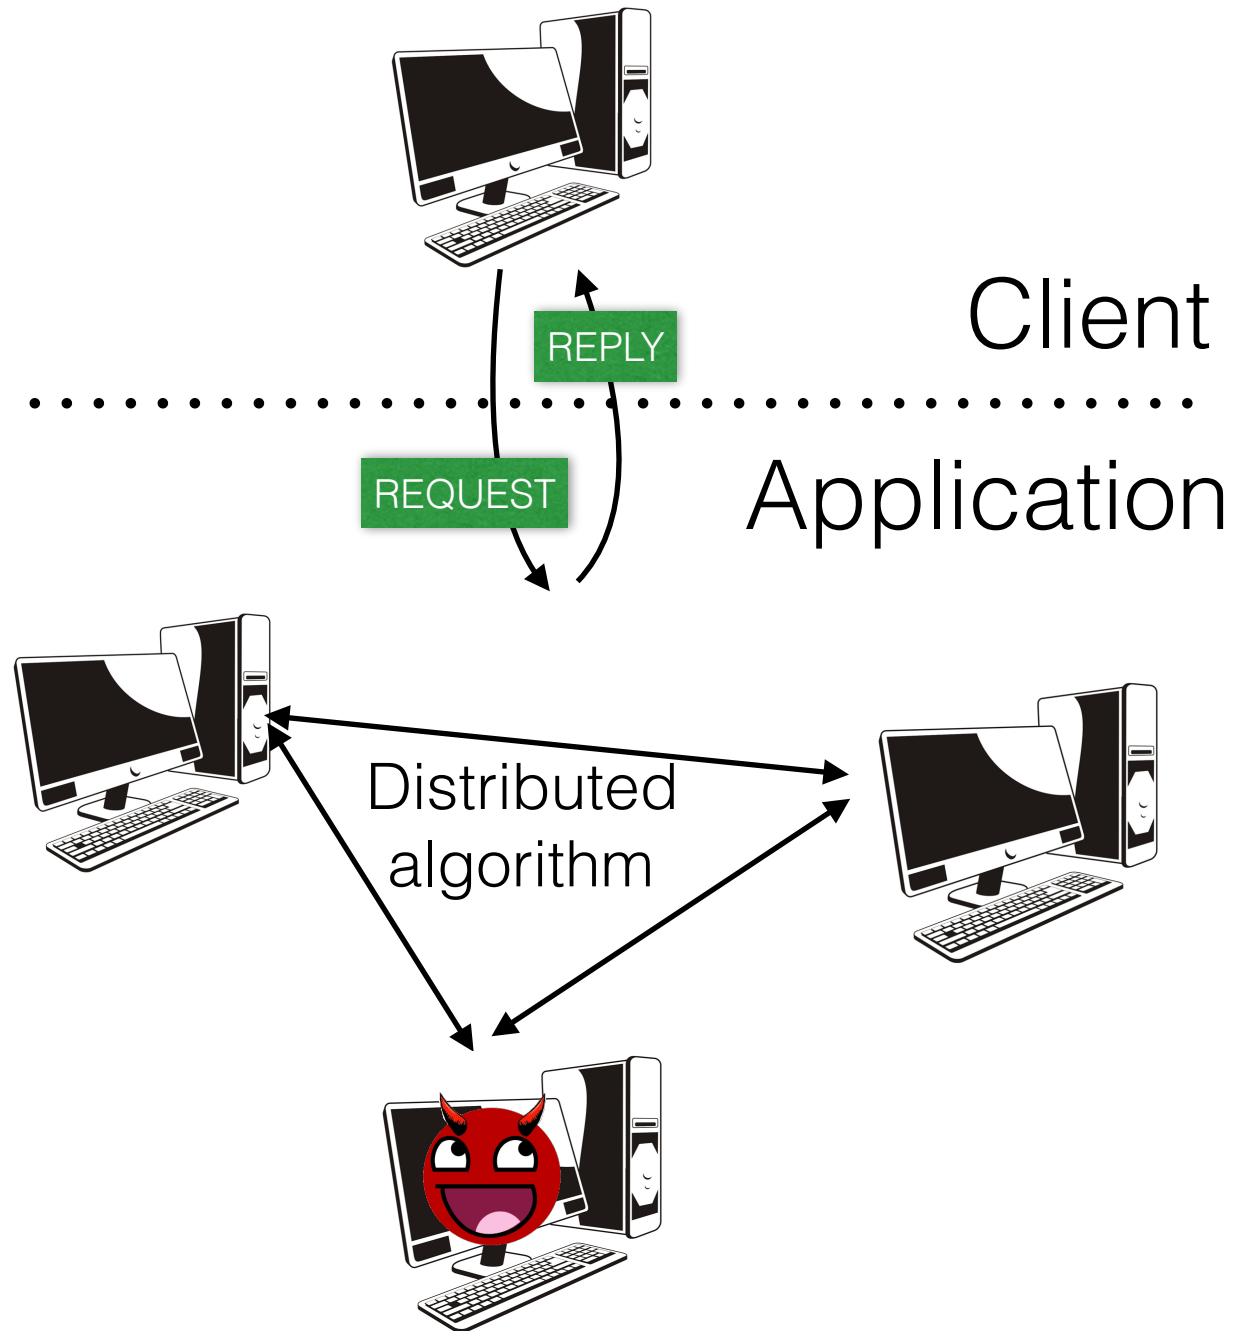 Client
REPLY
REQUEST
Application
Distributed
algorithm